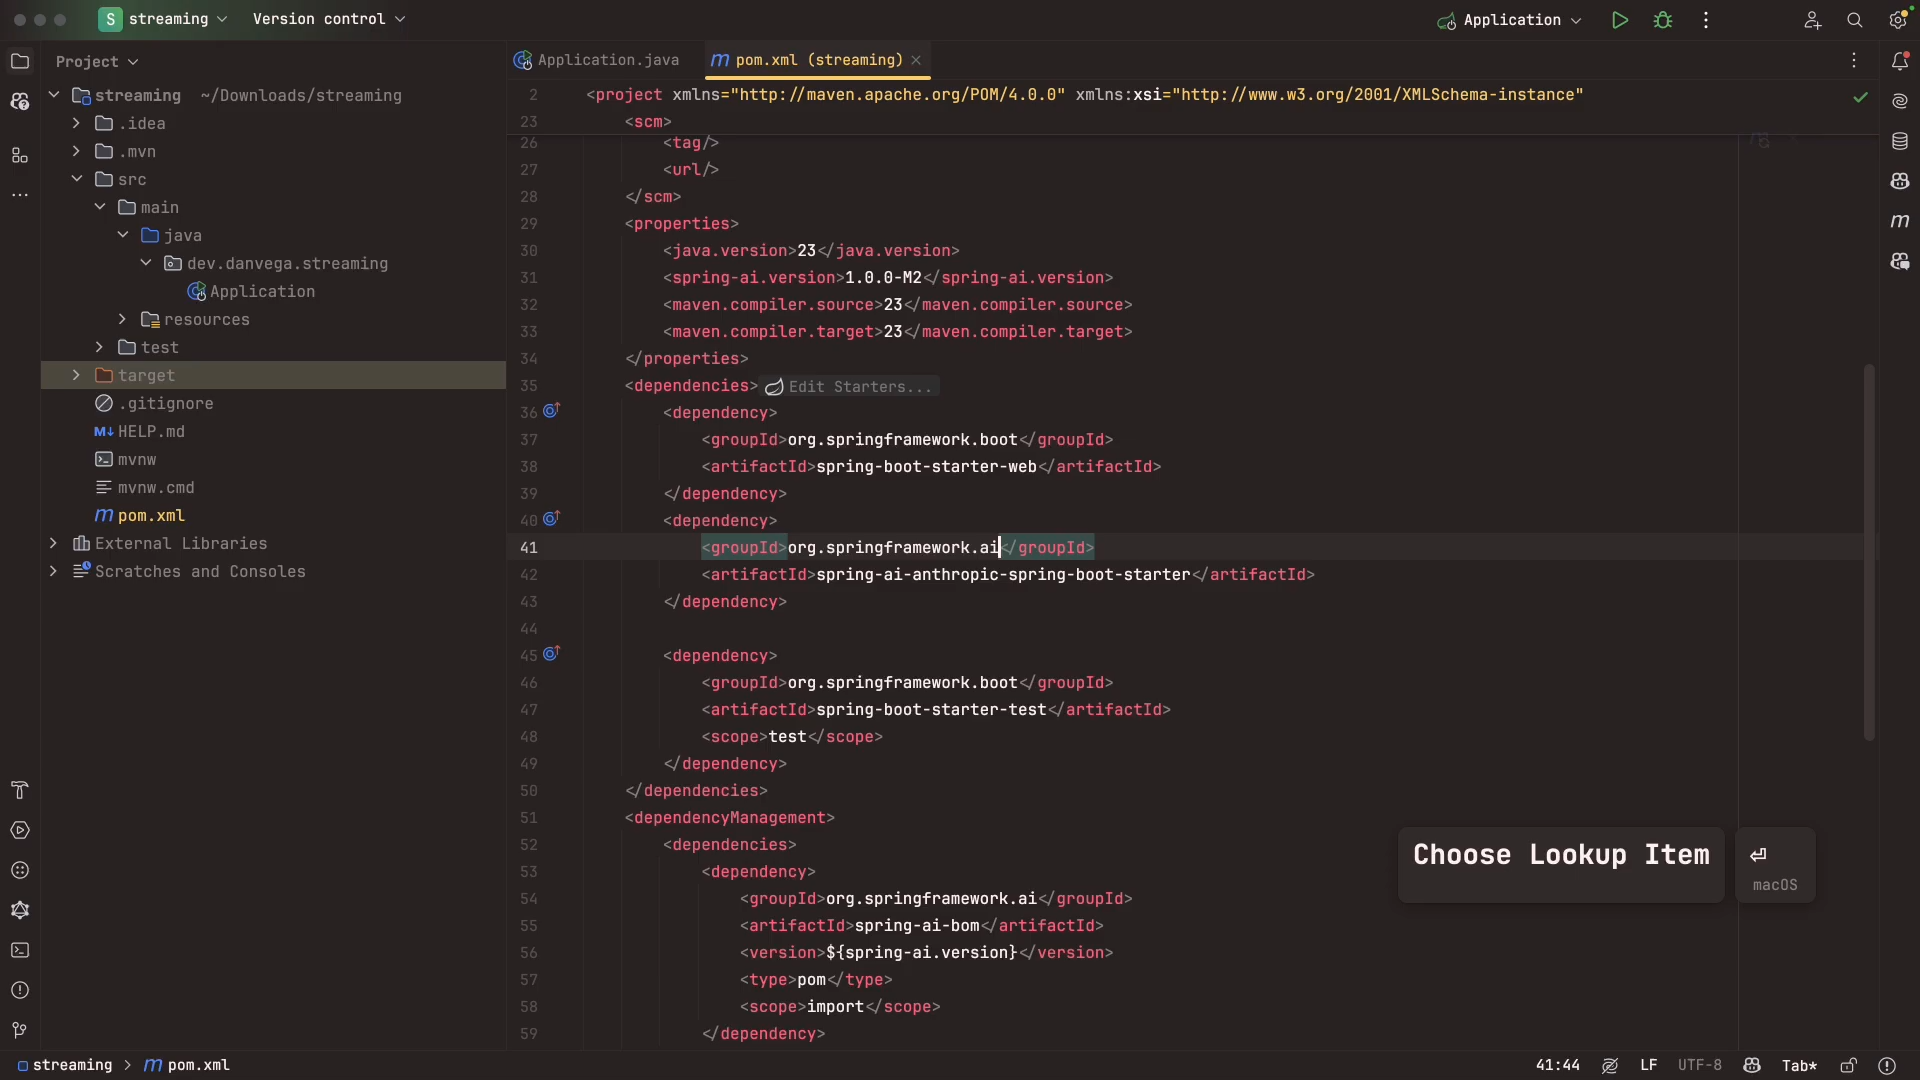 S streaming Version control Application
Project
streaming ~/Downloads/streaming
.idea
.mvn
src
main
java
dev.danvega.streaming
Application
resources
test
target
.gitignore
M↓ HELP.md
mvnw
mvnw.cmd
m pom.xml
External Libraries
Scratches and Consoles
Application.java m pom.xml (streaming)
2 <project xmlns="http://maven.apache.org/POM/4.0.0" xmlns:xsi="http://www.w3.org/2001/XMLSchema-instance"
23 <scm>
26 <tag/>
27 <url/>
28 </scm>
29 <properties>
30 <java.version>23</java.version>
31 <spring-ai.version>1.0.0-M2</spring-ai.version>
32 <maven.compiler.source>23</maven.compiler.source>
33 <maven.compiler.target>23</maven.compiler.target>
34 </properties>
35 <dependencies> Edit Starters...
36 <dependency>
37 <groupId>org.springframework.boot</groupId>
38 <artifactId>spring-boot-starter-web</artifactId>
39 </dependency>
40 <dependency>
41 <groupId>org.springframework.ai</groupId>
42 <artifactId>spring-ai-anthropic-spring-boot-starter</artifactId>
43 </dependency>
44
45 <dependency>
46 <groupId>org.springframework.boot</groupId>
47 <artifactId>spring-boot-starter-test</artifactId>
48 <scope>test</scope>
49 </dependency>
50 </dependencies>
51 <dependencyManagement>
52 <dependencies>
53 <dependency>
54 <groupId>org.springframework.ai</groupId>
55 <artifactId>spring-ai-bom</artifactId>
56 <version>${spring-ai.version}</version>
57 <type>pom</type>
58 <scope>import</scope>
59 </dependency>
m
Choose Lookup Item ⏎
macOS
streaming > m pom.xml 41:44 LF UTF-8 Tab*